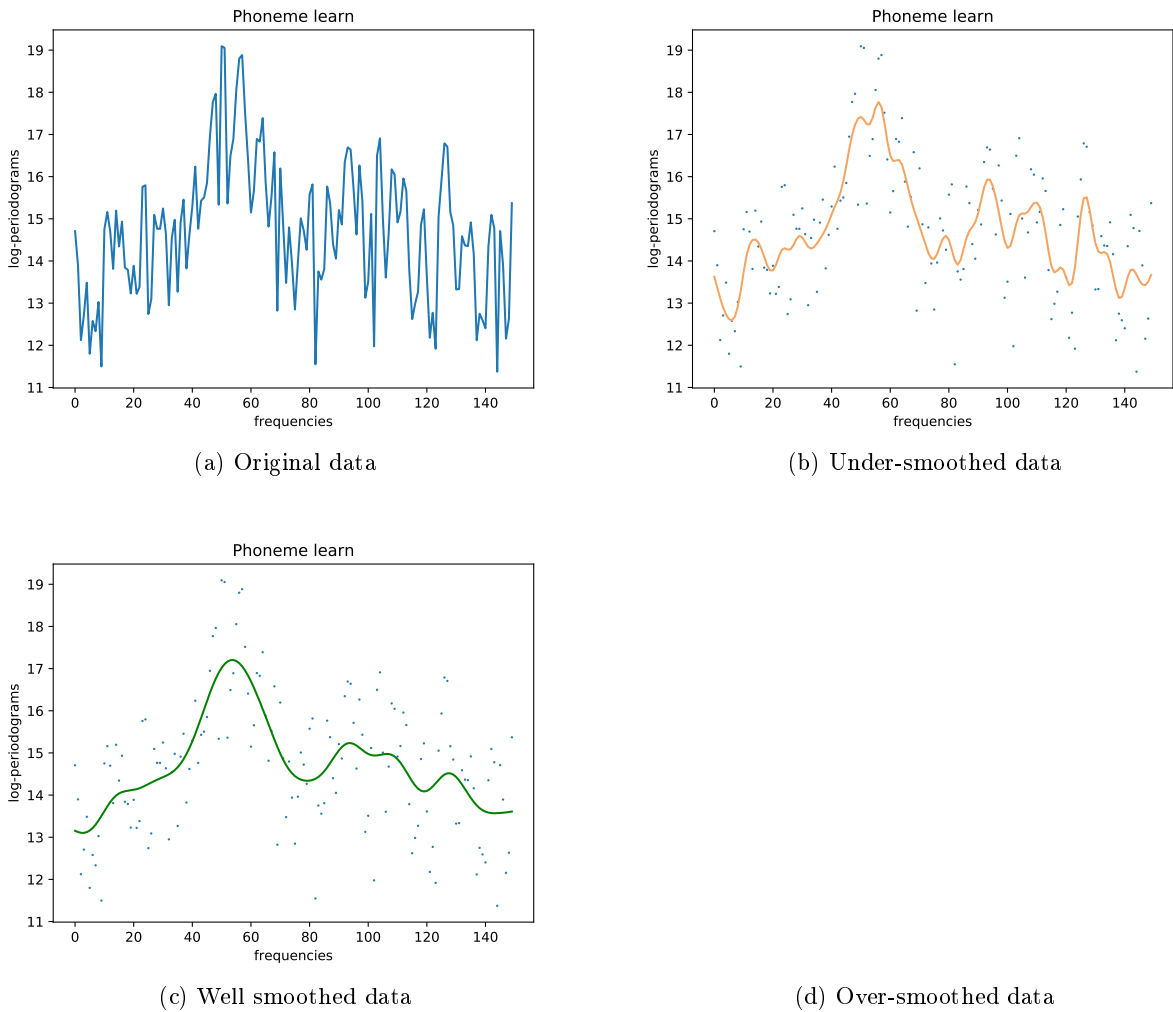 Phoneme learn
19
18
17
16
15
14
13
12
11
log-periodograms
0 20 40 60 80 100 120 140
frequencies
(a) Original data
Phoneme learn
19
18
17
16
15
14
13
12
11
log-periodograms
0 20 40 60 80 100 120 140
frequencies
(b) Under-smoothed data
Phoneme learn
19
18
17
16
15
14
13
12
11
log-periodograms
0 20 40 60 80 100 120 140
frequencies
(c) Well smoothed data
(d) Over-smoothed data